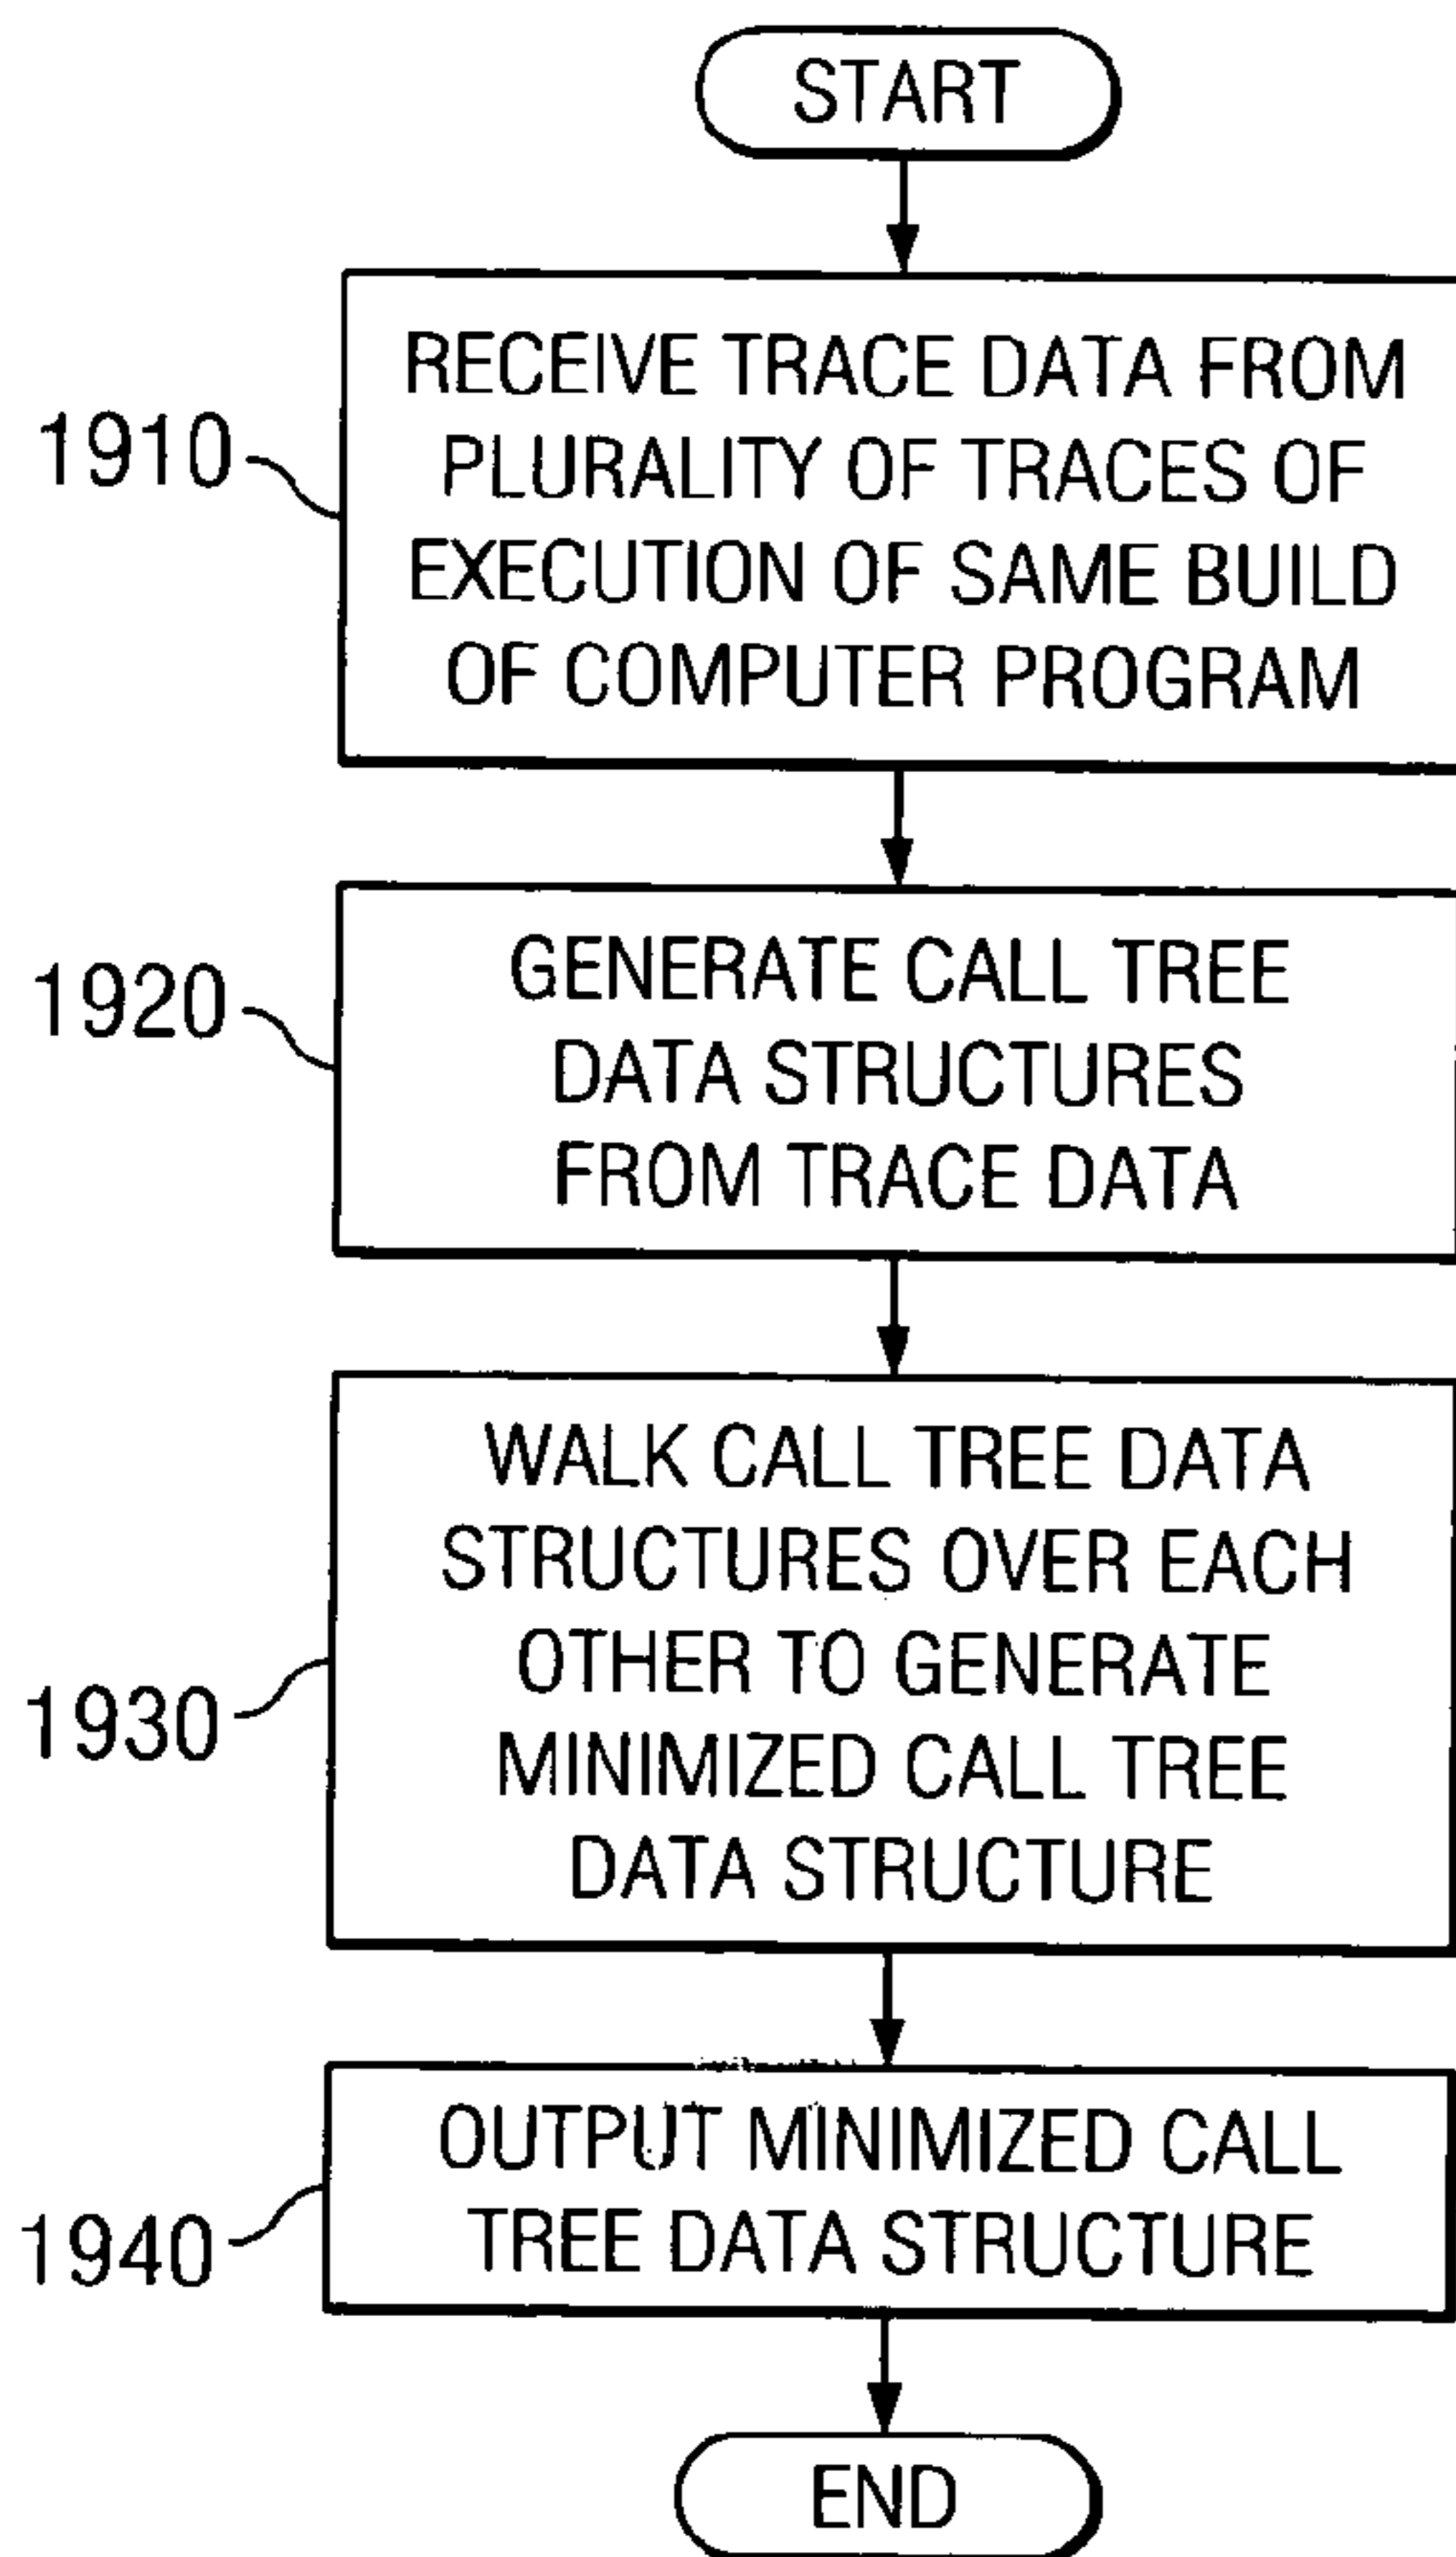 START
RECEIVE TRACE DATA FROM
PLURALITY OF TRACES OF
EXECUTION OF SAME BUILD
OF COMPUTER PROGRAM
1910
GENERATE CALL TREE
DATA STRUCTURES
FROM TRACE DATA
1920
WALK CALL TREE DATA
STRUCTURES OVER EACH
OTHER TO GENERATE
MINIMIZED CALL TREE
DATA STRUCTURE
1930
OUTPUT MINIMIZED CALL
TREE DATA STRUCTURE
1940
END